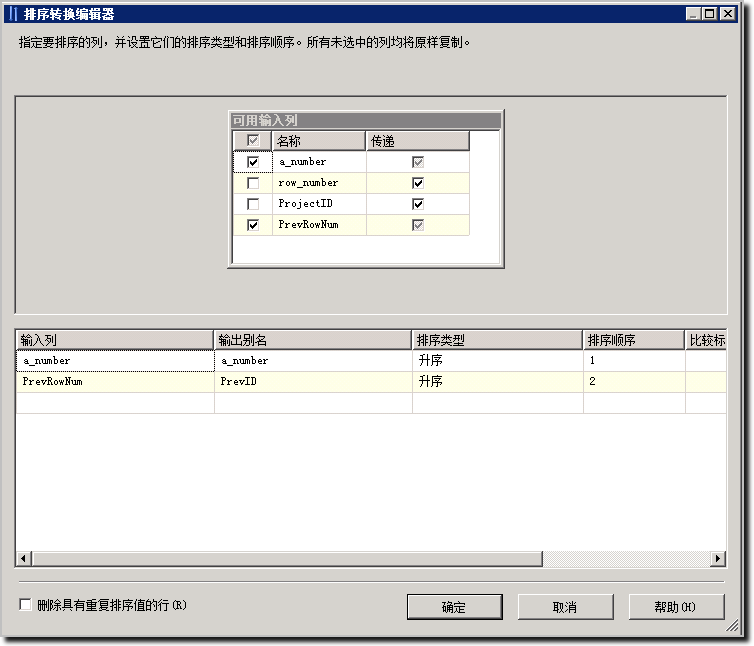 排序转换编辑器
指定要排序的列，并设置它们的排序类型和排序顺序。所有未选中的列均将原样复制。
可用输入列
名称 传递
a_number
row_number
ProjectID
PrevRowNum
输入列 输出别名 排序类型 排序顺序 比较标
a_number a_number 升序 1
PrevRowNum PrevID 升序 2
删除具有重复排序值的行(R)
确定 取消 帮助(H)